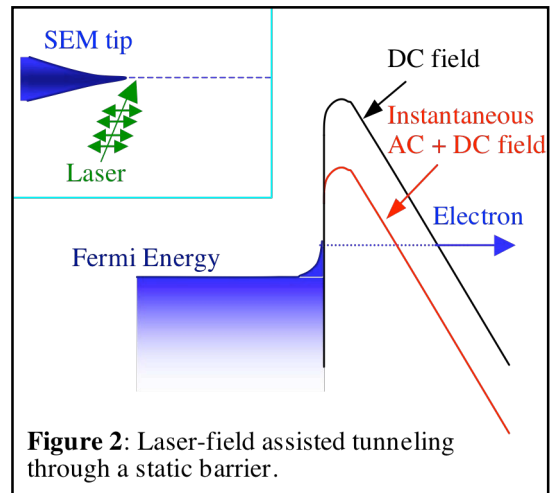 SEM tip
Laser
DC field
Instantaneous
AC + DC field
Electron
Fermi Energy
Figure 2: Laser-field assisted tunneling
through a static barrier.